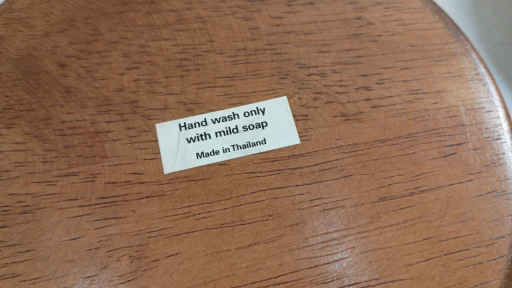 Hand wash only
with mild soap
Made in Thailand